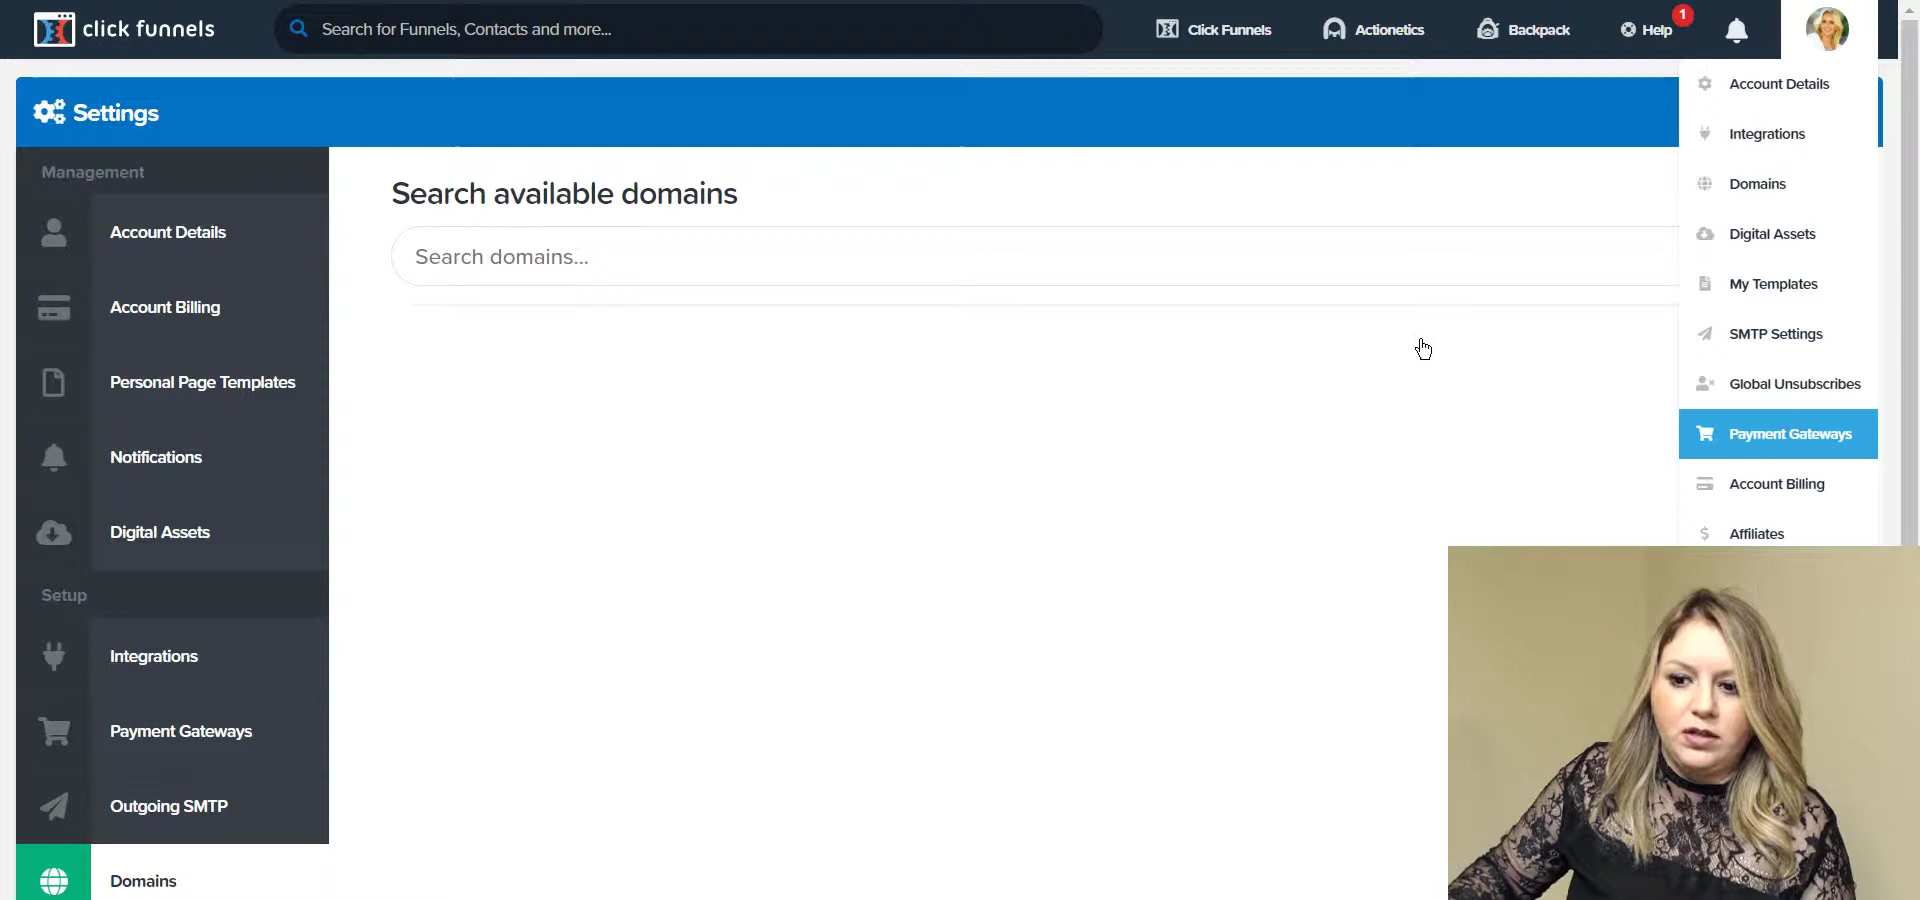 click funnels
Search for Funnels, Contacts and more...
Click Funnels
Actionetics
Backpack
Help
1
Settings
Management
Account Details
Account Billing
Personal Page Templates
Notifications
Digital Assets
Setup
Integrations
Payment Gateways
Outgoing SMTP
Domains
Search available domains
Search domains...
Account Details
Integrations
Domains
Digital Assets
My Templates
SMTP Settings
Global Unsubscribes
Payment Gateways
Account Billing
Affiliates